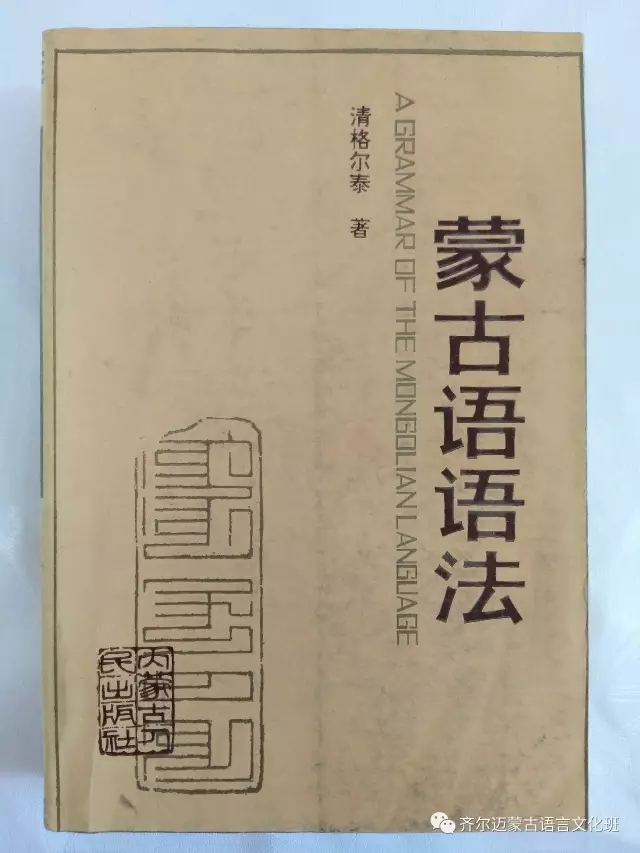 蒙古语语法
A GRAMMAR OF THE MONGOLIAN LANGUAGE
清格尔泰 著
内蒙古人
民出版社
齐尔迈蒙古语言文化班